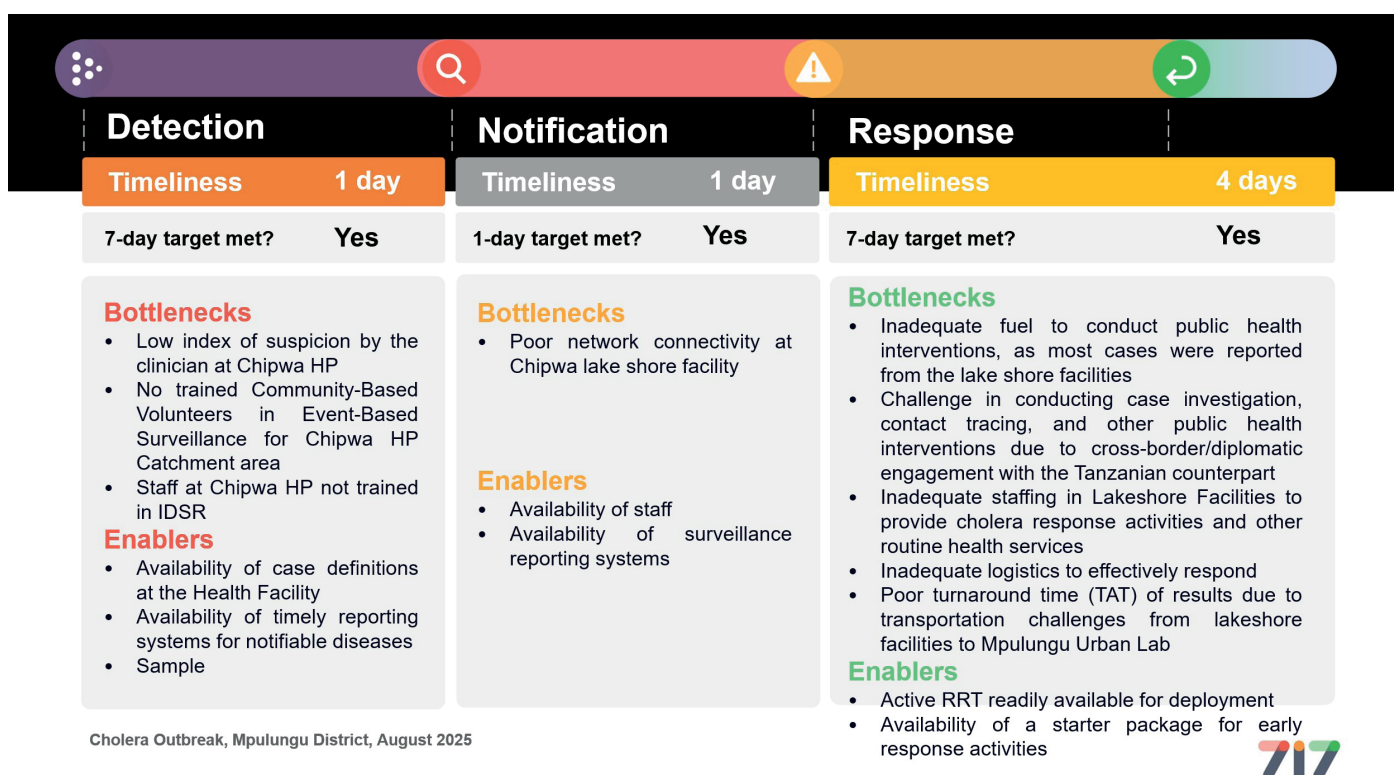 Detection
Timeliness 1 day
7-day target met? Yes
Bottlenecks
• Low index of suspicion by the
clinician at Chipwa HP
• No trained Community-Based
Volunteers in Event-Based
Surveillance for Chipwa HP
Catchment area
• Staff at Chipwa HP not trained
in IDSR
Enablers
• Availability of case definitions
at the Health Facility
• Availability of timely reporting
systems for notifiable diseases
• Sample
Notification
Timeliness 1 day
1-day target met? Yes
Bottlenecks
• Poor network connectivity at
Chipwa lake shore facility
Enablers
• Availability of staff
• Availability of surveillance
reporting systems
Response
Timeliness 4 days
7-day target met? Yes
Bottlenecks
• Inadequate fuel to conduct public health
interventions, as most cases were reported
from the lake shore facilities
• Challenge in conducting case investigation,
contact tracing, and other public health
interventions due to cross-border/diplomatic
engagement with the Tanzanian counterpart
• Inadequate staffing in Lakeshore Facilities to
provide cholera response activities and other
routine health services
• Inadequate logistics to effectively respond
• Poor turnaround time (TAT) of results due to
transportation challenges from lakeshore
facilities to Mpulungu Urban Lab
Enablers
• Active RRT readily available for deployment
• Availability of a starter package for early
response activities
Cholera Outbreak, Mpulungu District, August 2025
717